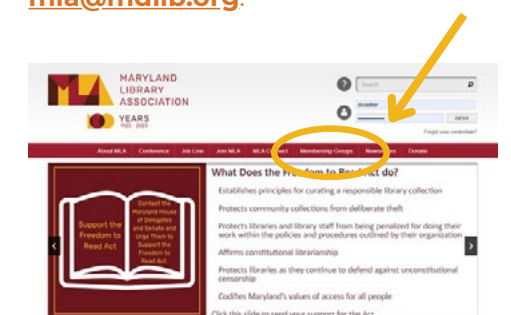 mla@mdlib.org.
MLA
MARYLAND
LIBRARY
ASSOCIATION
100 YEARS
1923 - 2023
?
Search
ENTER
Forgot your credentials?
About MLA Conference Job Line Join MLA MLA Connect Membership Groups Newsletters Donate
Support the
Freedom to
Read Act
Contact the
Maryland House
of Delegates
and Senate and
Urge Them to
Support the
Freedom to
Read Act
What Does the Freedom to Read Act do?
Establishes principles for curating a responsible library collection
Protects community collections from deliberate theft
Protects libraries and library staff from being penalized for doing their
work within the policies and procedures outlined by their organization
Affirms constitutional librarianship
Protects libraries as they continue to defend against unconstitutional
censorship
Codifies Maryland's values of access for all people
Click this slide to send your support for the Act